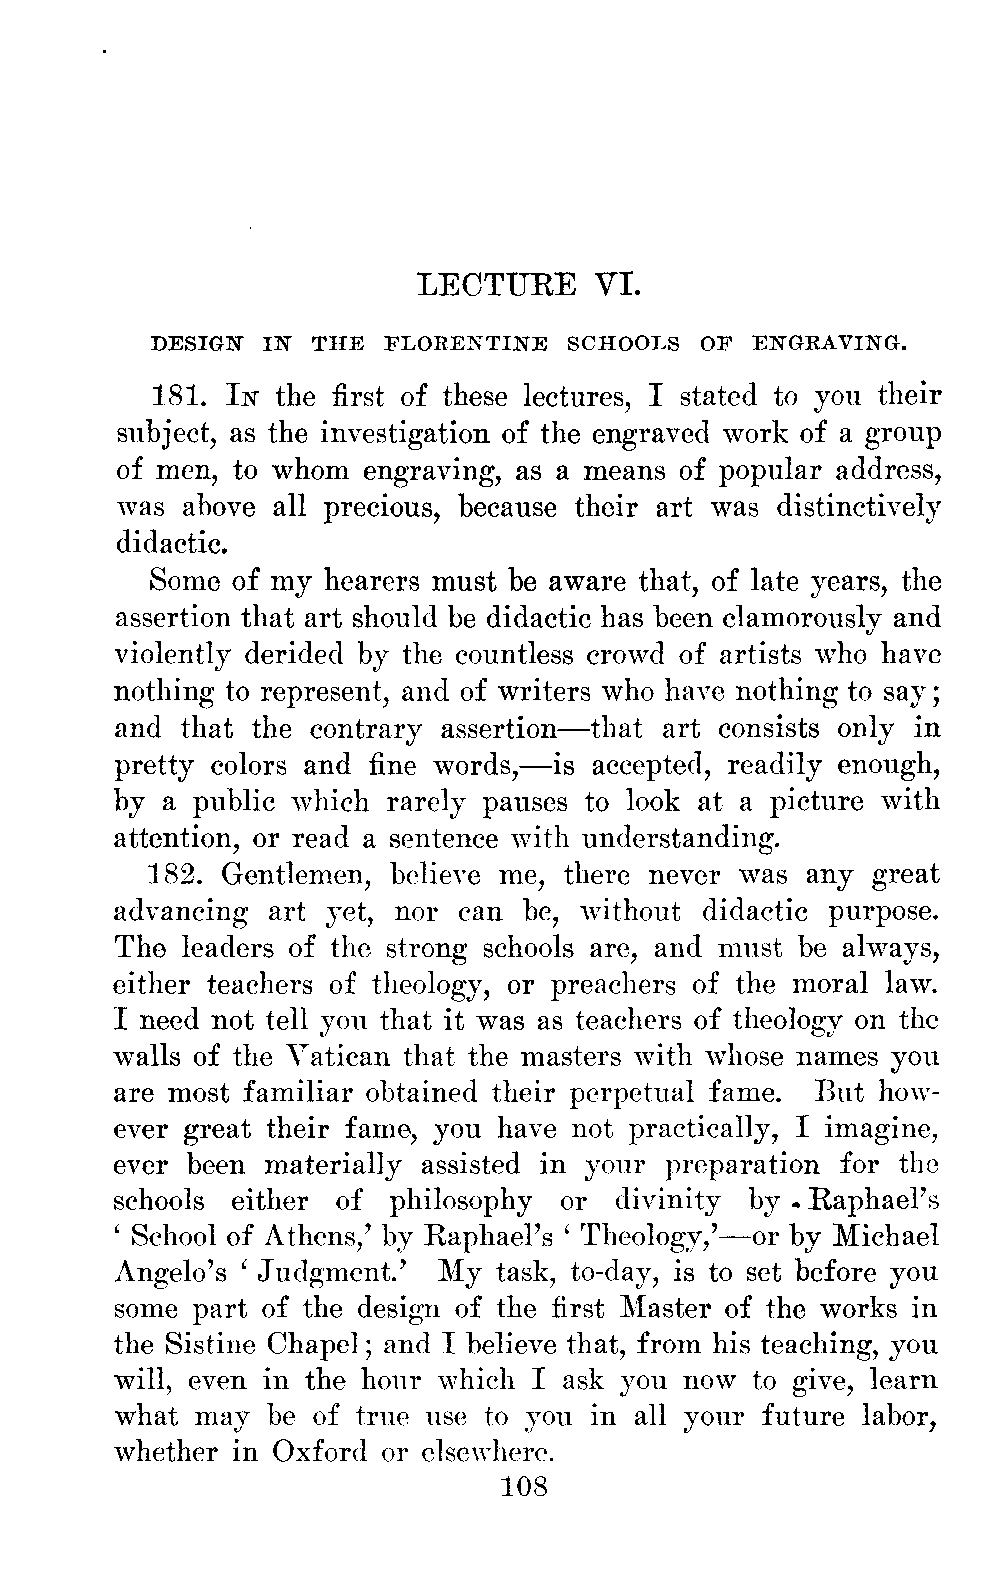 LECTURE VI.
DESIGN IN THE FLORENTINE SCHOOLS OF ENGRAVING.
181. IN the first of these lectures, I stated to you their
subject, as the investigation of the engraved work of a group
of men, to whom engraving, as a means of popular address,
was above all precious, because their art was distinctively
didactic.
Some of my hearers must be aware that, of late years, the
assertion that art should be didactic has been clamorously and
violently derided by the countless crowd of artists who have
nothing to represent, and of writers who have nothing to say;
and that the contrary assertion—that art consists only in
pretty colors and fine words,—is accepted, readily enough,
by a public which rarely pauses to look at a picture with
attention, or read a sentence with understanding.
182. Gentlemen, believe me, there never was any great
advancing art yet, nor can be, without didactic purpose.
The leaders of the strong schools are, and must be always,
either teachers of theology, or preachers of the moral law.
I need not tell you that it was as teachers of theology on the
walls of the Vatican that the masters with whose names you
are most familiar obtained their perpetual fame. But how-
ever great their fame, you have not practically, I imagine,
ever been materially assisted in your preparation for the
schools either of philosophy or divinity by Raphael's
' School of Athens,' by Raphael's ' Theology,'—or by Michael
Angelo's ' Judgment.' My task, to-day, is to set before you
some part of the design of the first Master of the works in
the Sistine Chapel; and I believe that, from his teaching, you
will, even in the hour which I ask you now to give, learn
what may be of true use to you in all your future labor,
whether in Oxford or elsewhere.
108